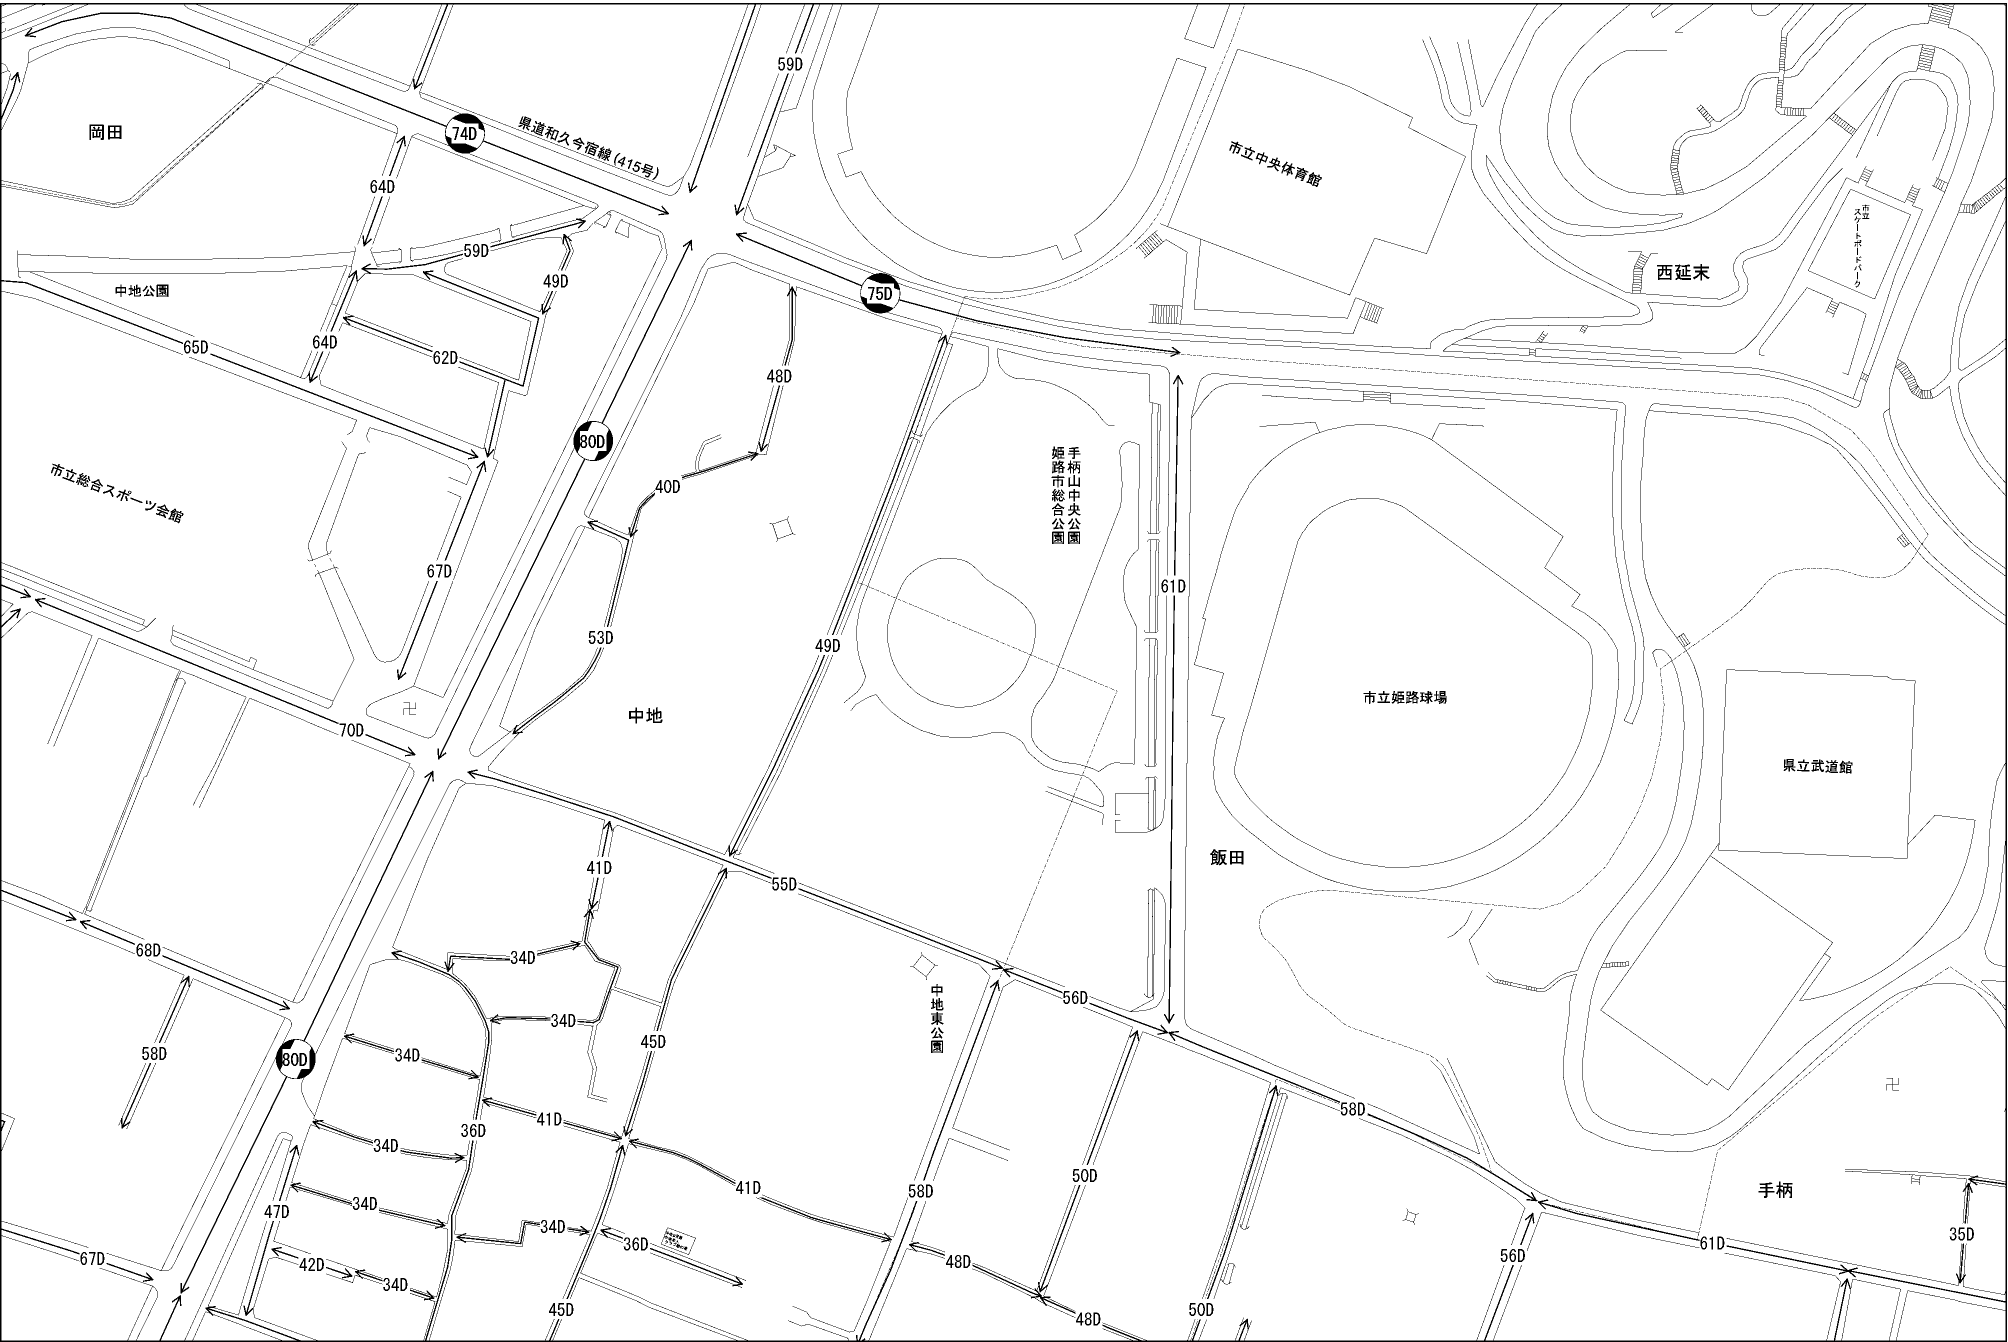 59D
74D
県道和久今宿線(415号)
岡田
市立中央体育館
64D
市立
スケートボードパーク
59D
西延末
49D
中地公園
75D
64D
65D
62D
48D
80D
手柄山中央公園
姫路市総合公園
市立総合スポーツ会館
40D
67D
61D
53D
49D
市立姫路球場
中地
70D
県立武道館
飯田
41D
55D
68D
34D
56D
中地東公園
34D
45D
58D
34D
80D
58D
41D
36D
34D
50D
41D
58D
手柄
34D
47D
34D
36D
35D
61D
56D
67D
42D
48D
34D
45D
50D
48D